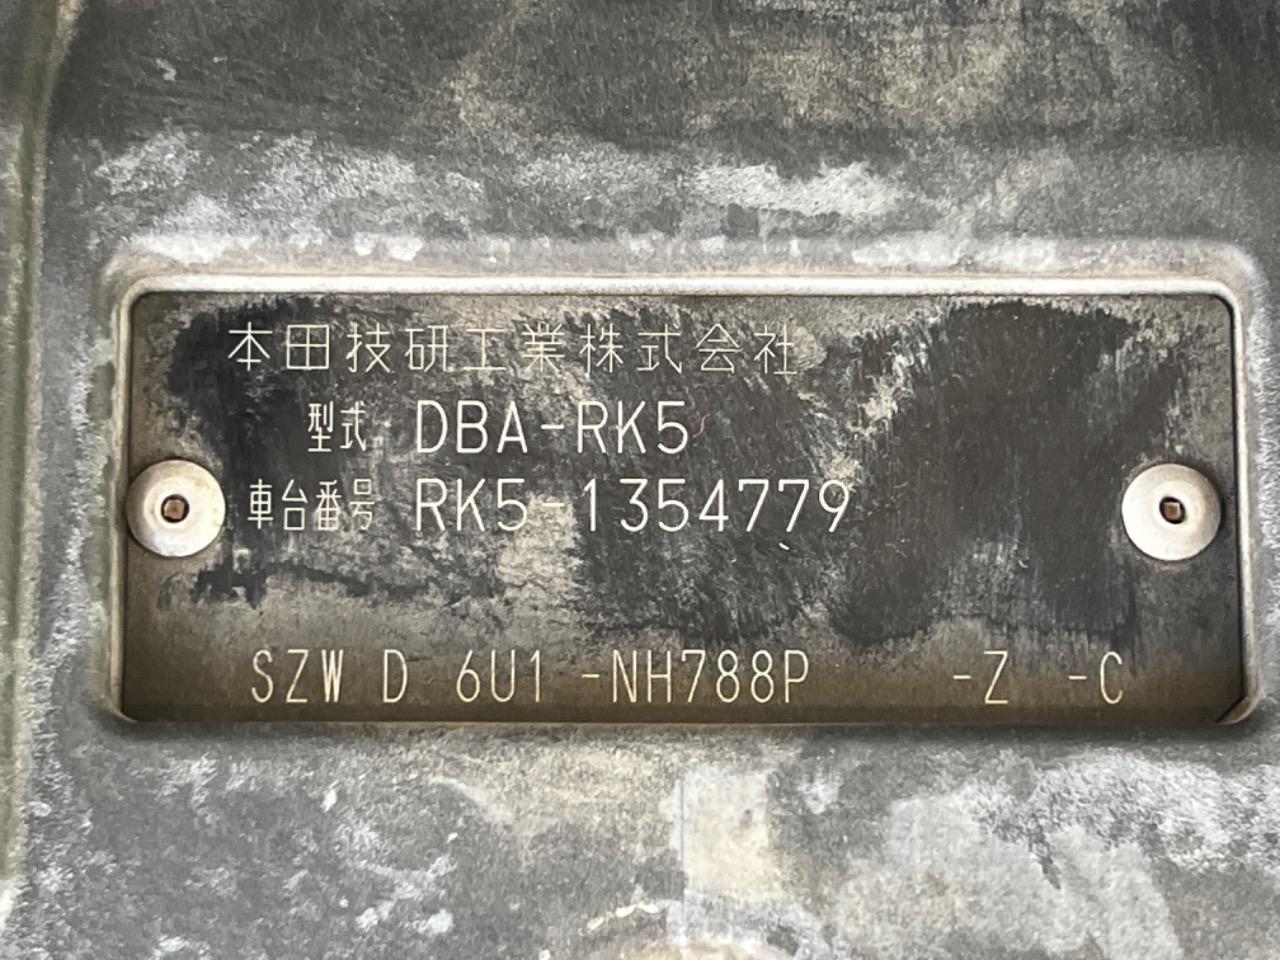 本田技研工業株式会社
型式 DBA-RK5
車台番号 RK5-1354779
SZW D 6U1 -NH788P -Z -C